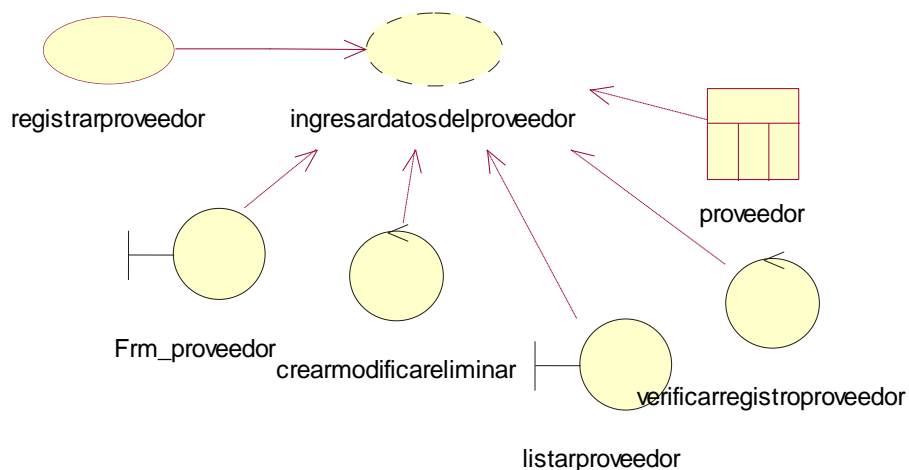 registrarproveedor
ingresardatosdelproveedor
proveedor
Frm_proveedor
crearmodificareliminar
verificarregistroproveedor
listarproveedor